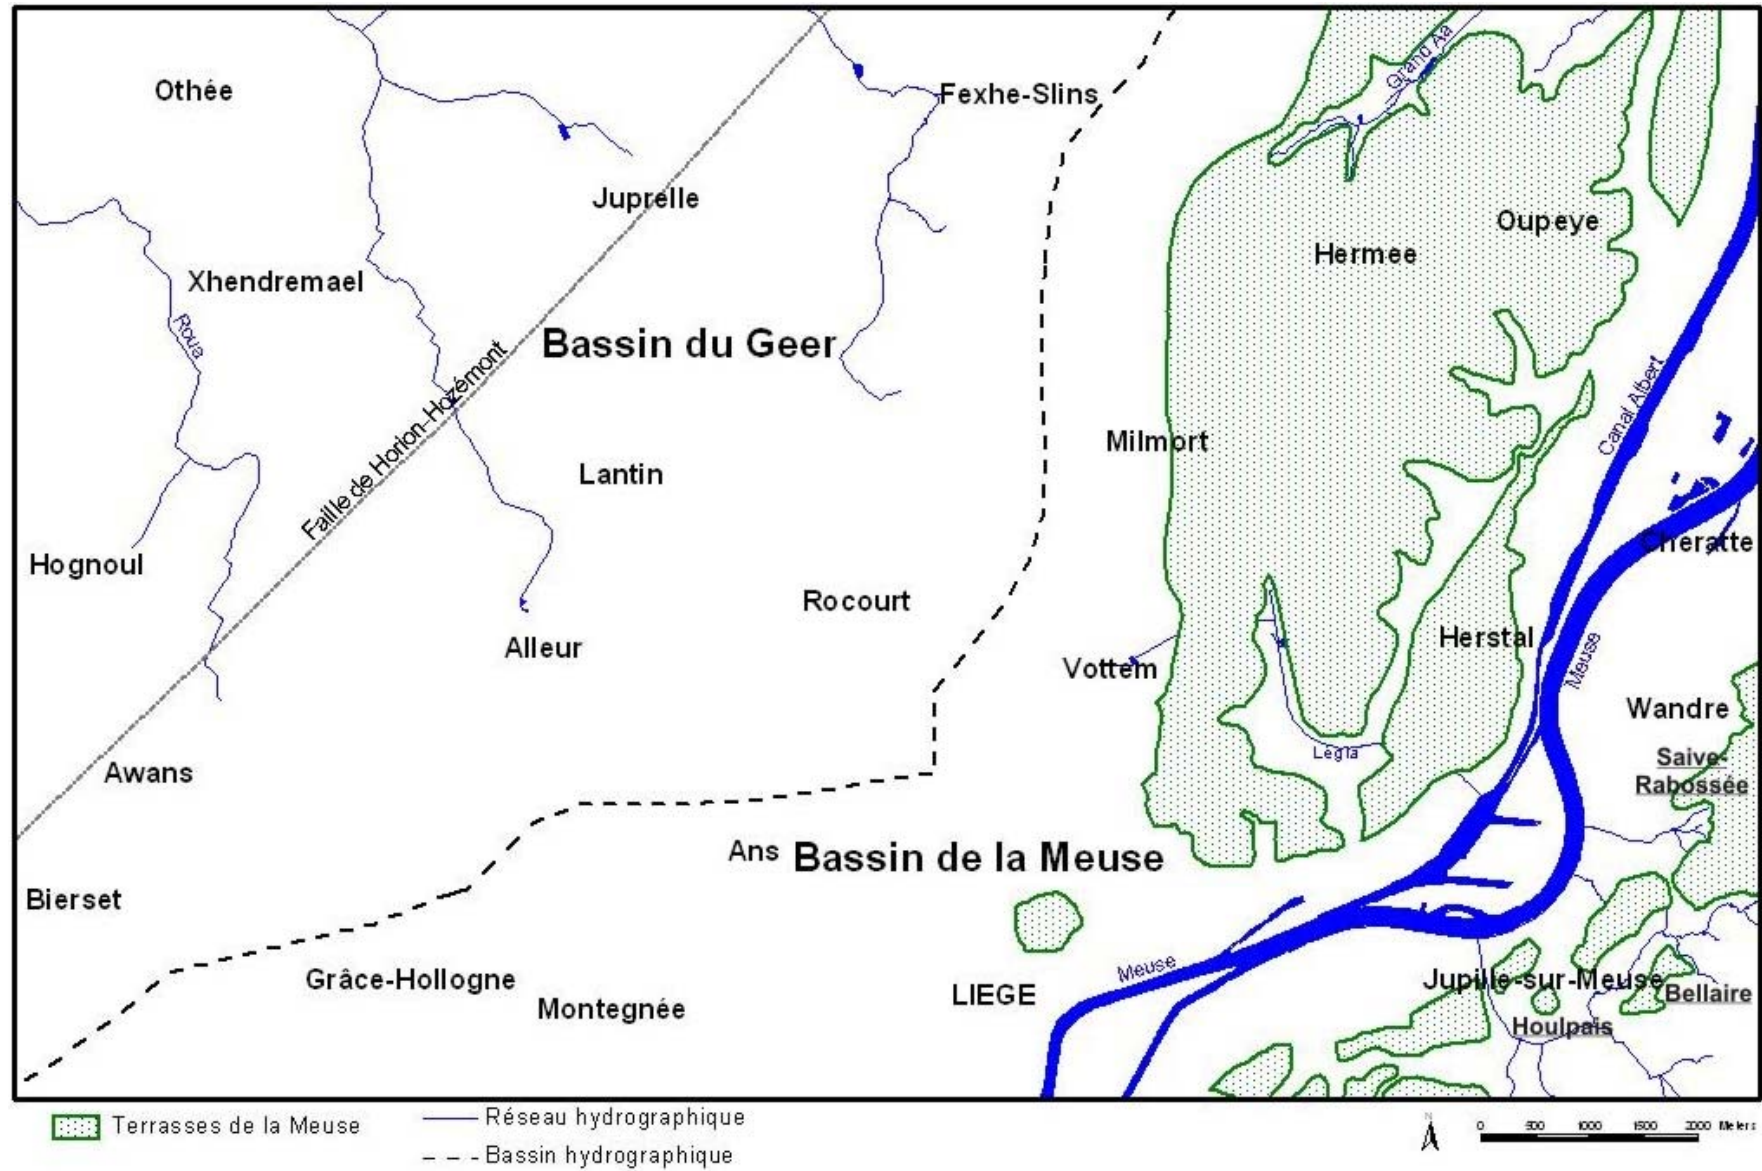 Othée
Fexhe-Slins
Grand Aa
Juprelle
Oupeye
Hermee
Xhendremael
Roua
Bassin du Geer
Faille de Horion-Hozémont
Canal Albert
Milmort
Lantin
Cheratte
Hognoul
Rocourt
Alleur
Herstal
Vottem
Meuse
Wandre
Légia
Saive-
Rabossée
Awans
Ans
Bassin de la Meuse
Bierset
Meuse
Grâce-Hollogne
Jupille-sur-Meuse
LIEGE
Bellaire
Montegnée
Houlpais
Terrasses de la Meuse
Réseau hydrographique
Bassin hydrographique
N
0 500 1000 1500 2000 Meters